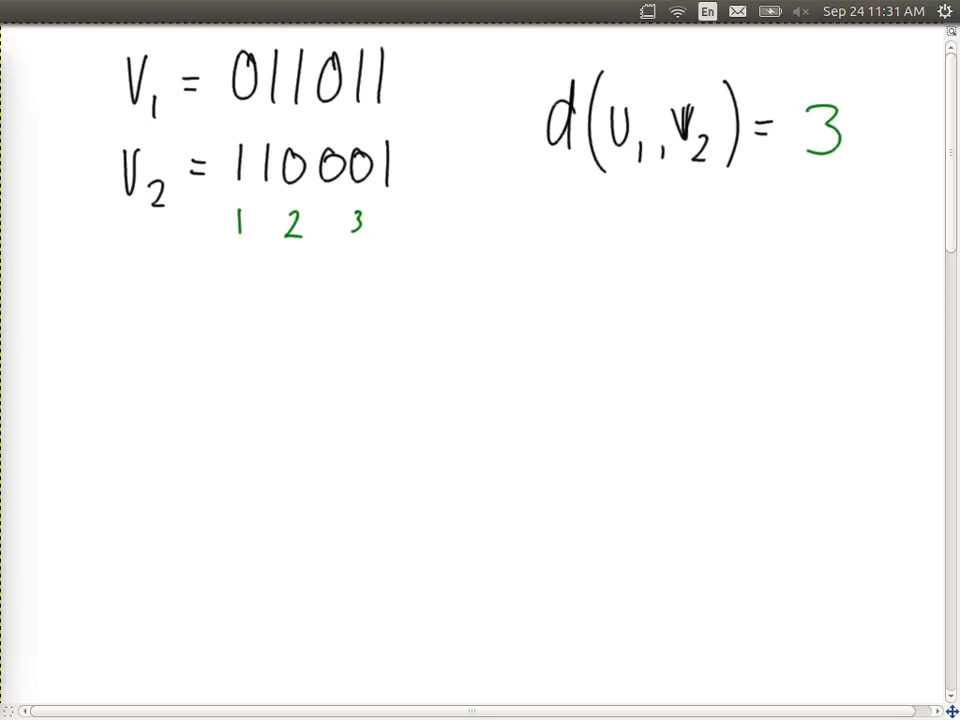 En Sep 24 11:31 AM
V₁ = 011011
V₂ = 110001
1 2 3
d(V₁, V₂) = 3